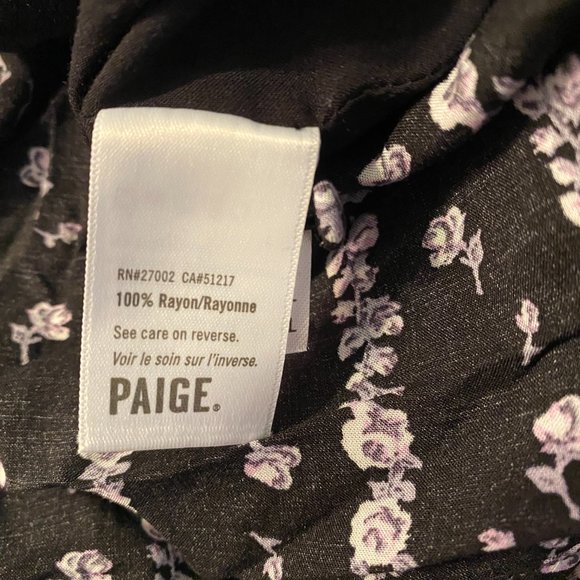 RN#27002 CA#51217
100% Rayon/Rayonne
See care on reverse.
Voir le soin sur l'inverse.
PAIGE®